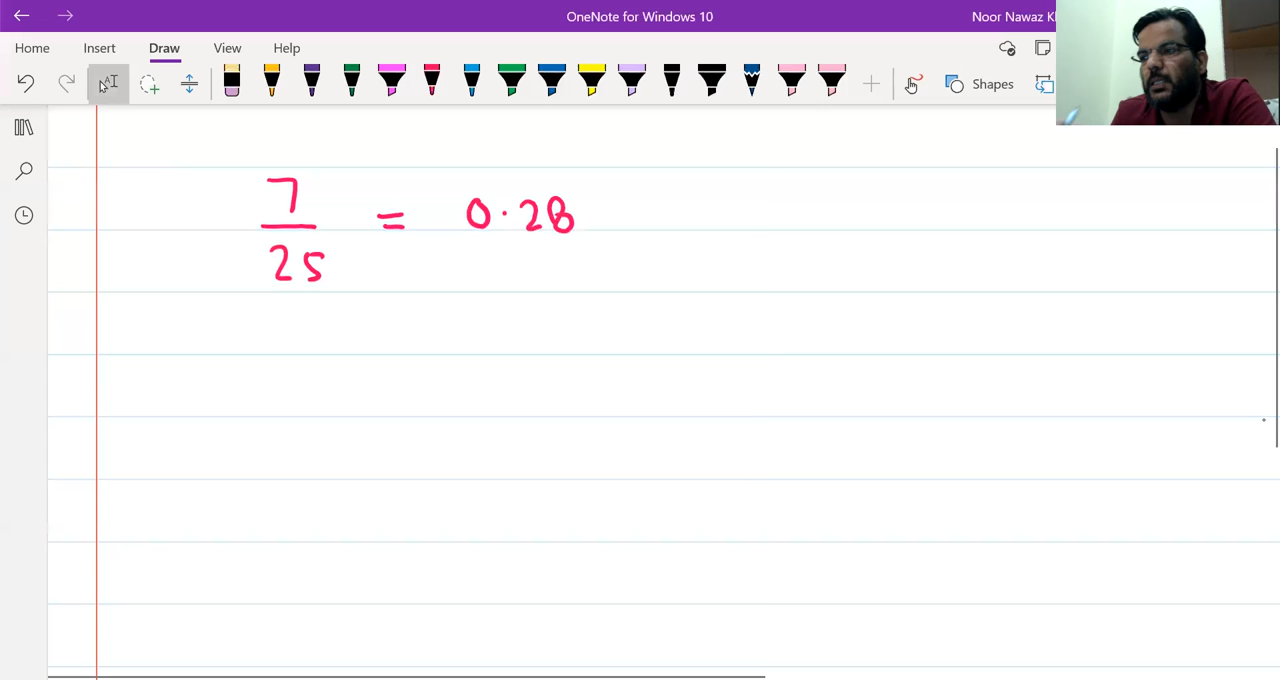 OneNote for Windows 10
Noor Nawaz
Home Insert Draw View Help
Shapes
7
25 = 0.28